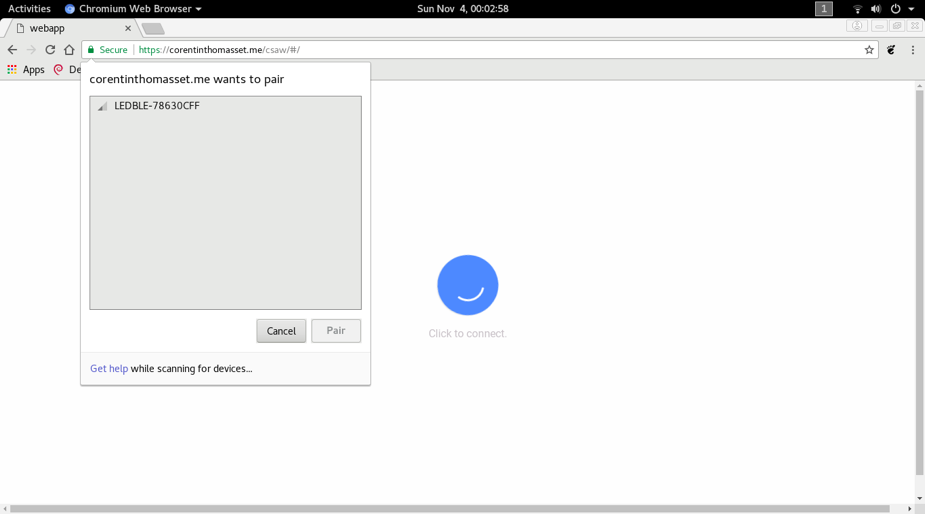 Activities
Chromium Web Browser
Sun Nov 4, 00:02:58
1
webapp
Secure
https://corentinthomasset.me/csaw/#/
Apps
De
corentinthomasset.me wants to pair
LEDBLE-78630CFF
Cancel
Pair
Get help while scanning for devices...
Click to connect.